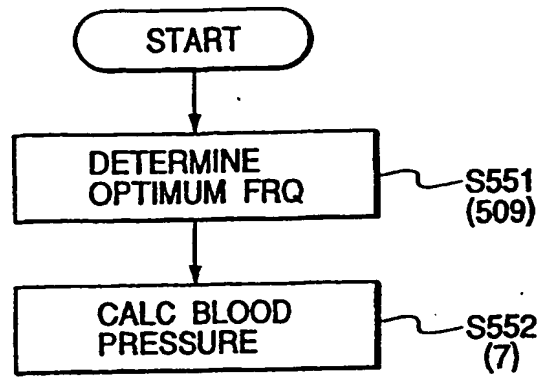 START
DETERMINE
OPTIMUM FRQ
S551
(509)
CALC BLOOD
PRESSURE
S552
(7)